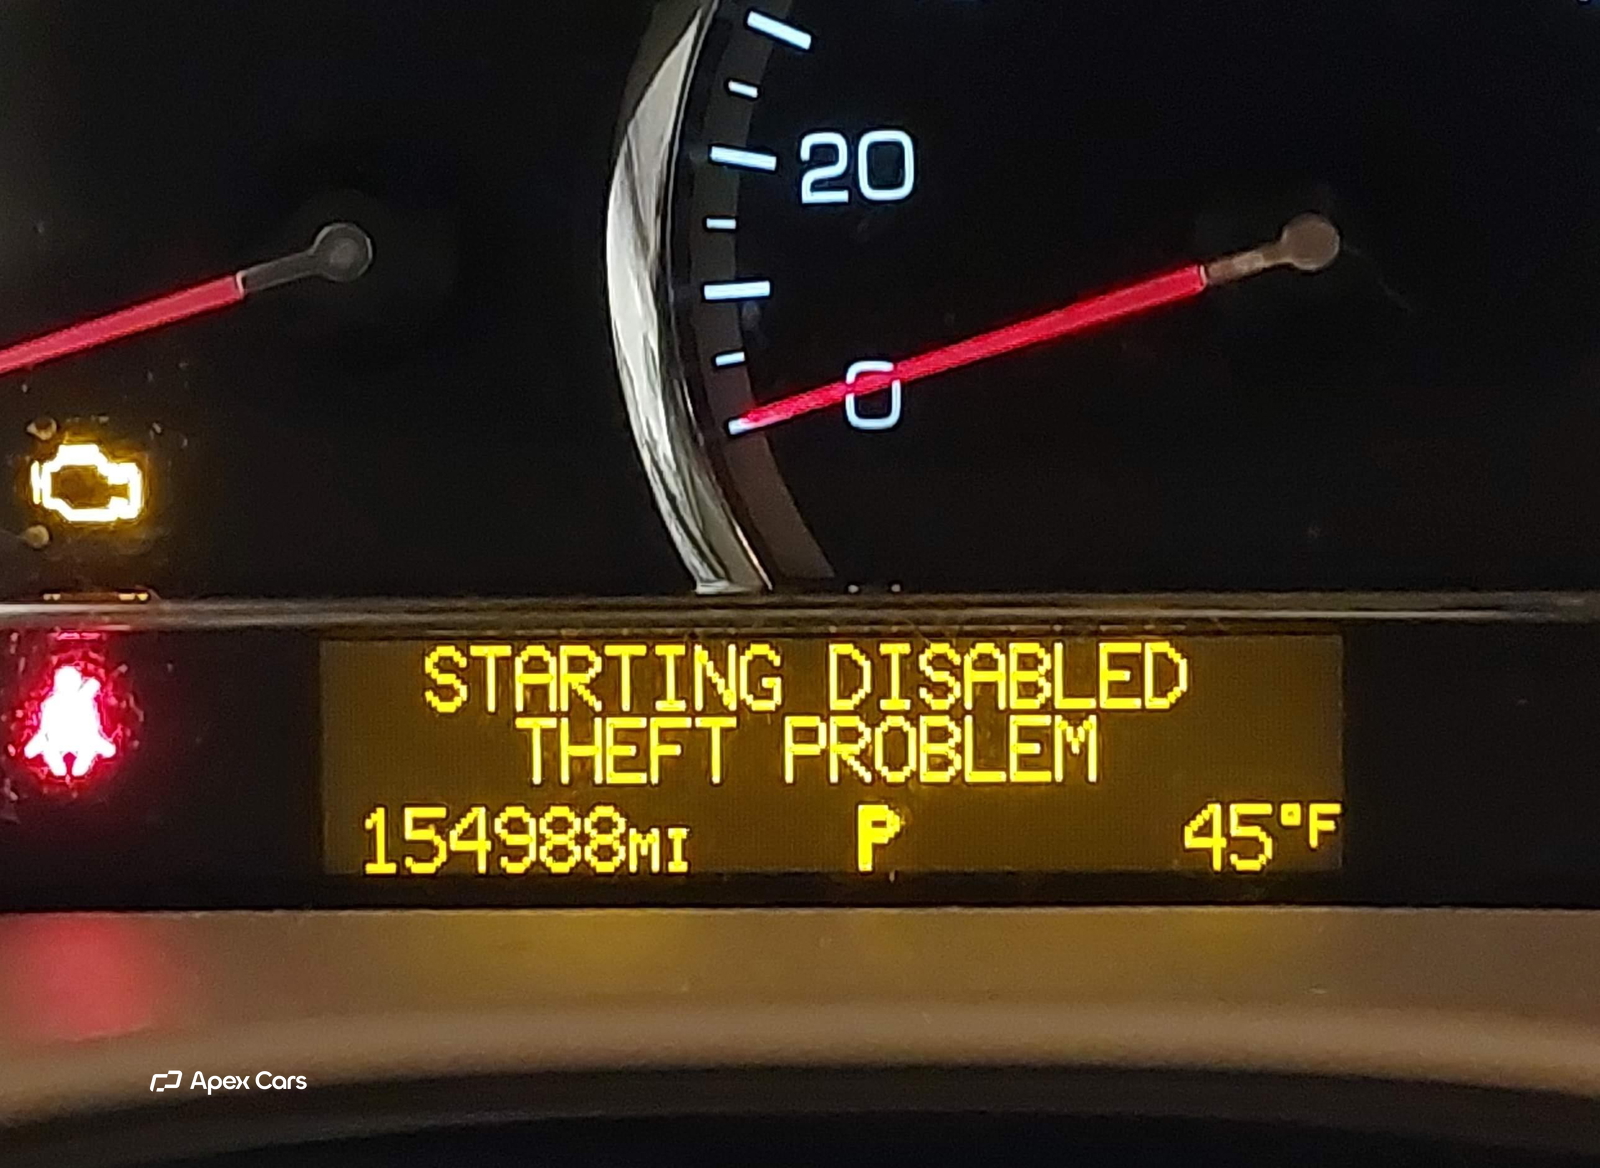 20
0
STARTING DISABLED
THEFT PROBLEM
154988MI P 45°F
Apex Cars